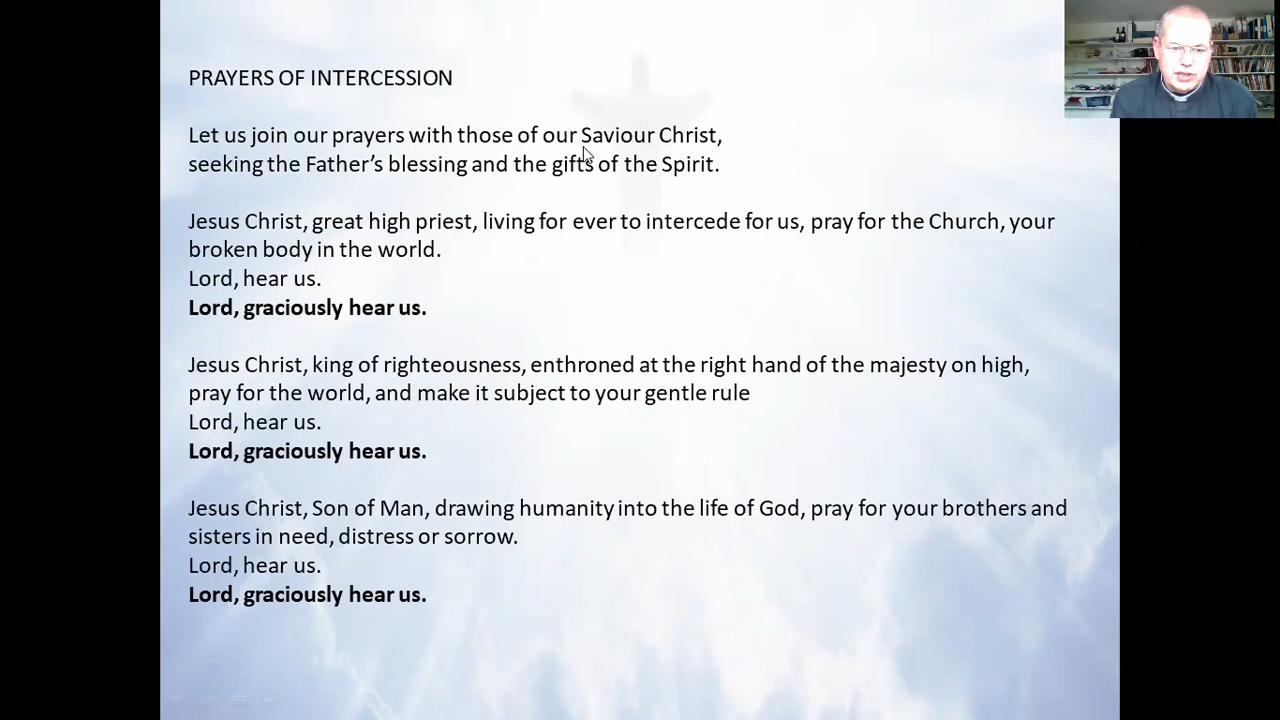 PRAYERS OF INTERCESSION
Let us join our prayers with those of our Saviour Christ,
seeking the Father’s blessing and the gifts of the Spirit.
Jesus Christ, great high priest, living for ever to intercede for us, pray for the Church, your
broken body in the world.
Lord, hear us.
Lord, graciously hear us.
Jesus Christ, king of righteousness, enthroned at the right hand of the majesty on high,
pray for the world, and make it subject to your gentle rule
Lord, hear us.
Lord, graciously hear us.
Jesus Christ, Son of Man, drawing humanity into the life of God, pray for your brothers and
sisters in need, distress or sorrow.
Lord, hear us.
Lord, graciously hear us.